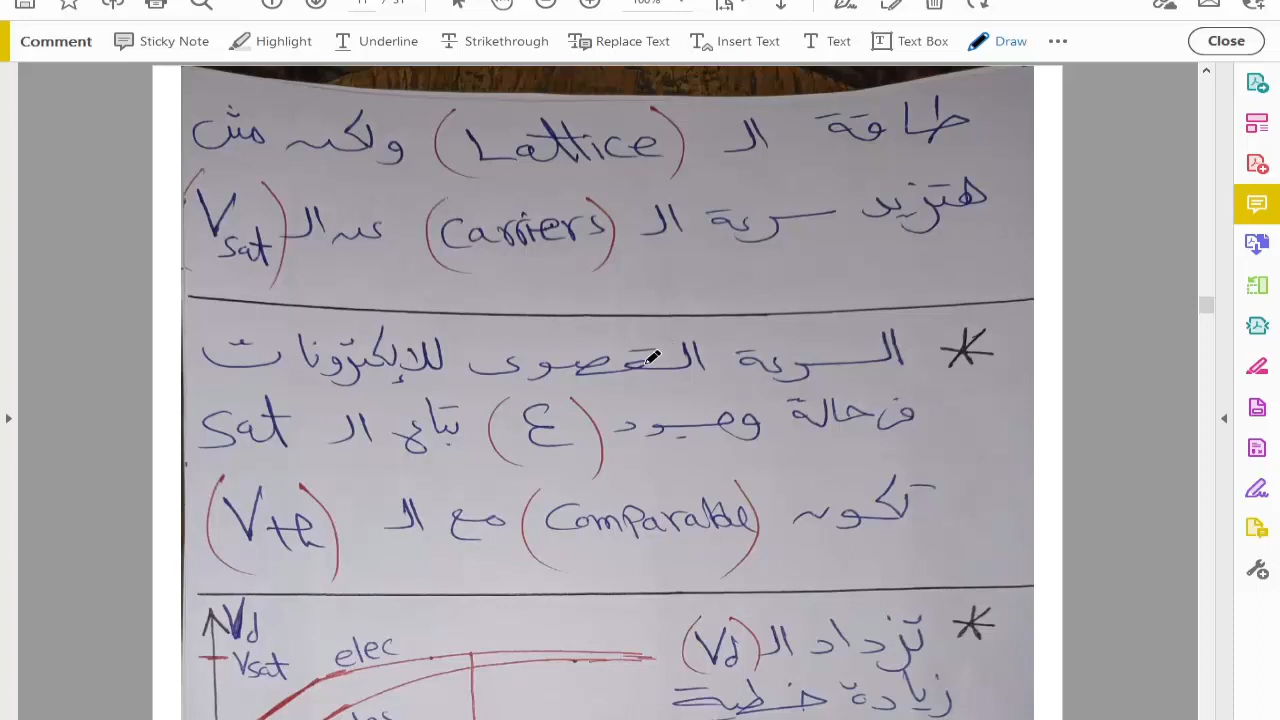 Comment Sticky Note Highlight Underline Strikethrough Replace Text Insert Text Text Text Box Draw Close
طاقة الـ (Lattice) ولكن مش
هتزيد سرعة الـ (Carriers) عن الـ (Vsat)
* السرعة القصوى للإلكترونات
في حالة وجود (ع) بتاع الـ Sat
تكون (Comparable) مع الـ (Vth)
* تزداد الـ (Vd)
زيادة خطية
Vd
Vsat
elec